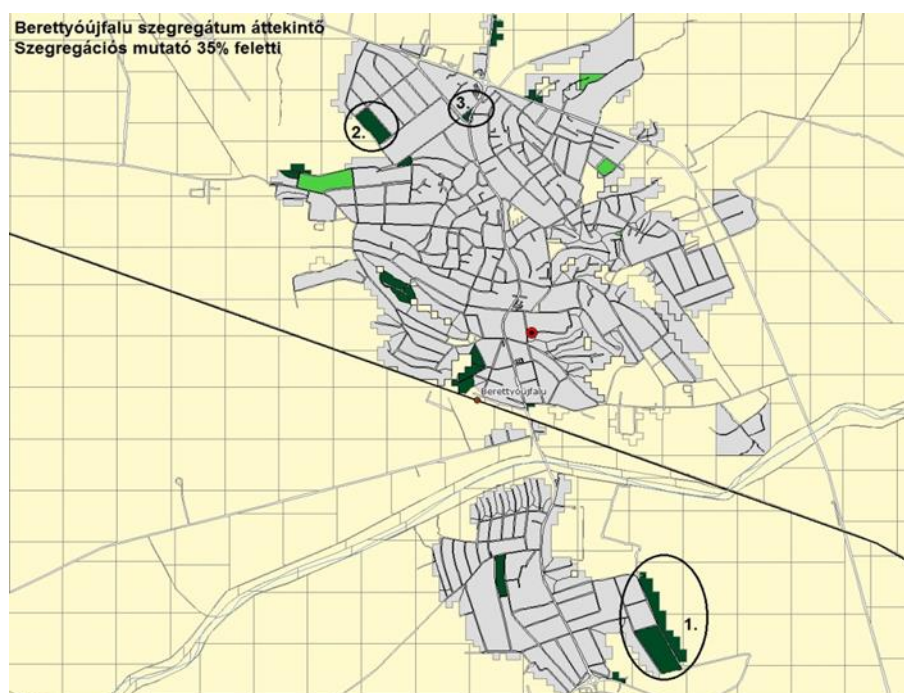 Berettyóújfalu szegregátum áttekintő
Szegregációs mutató 35% feletti
3.
2.
Berettyóújfalu
1.